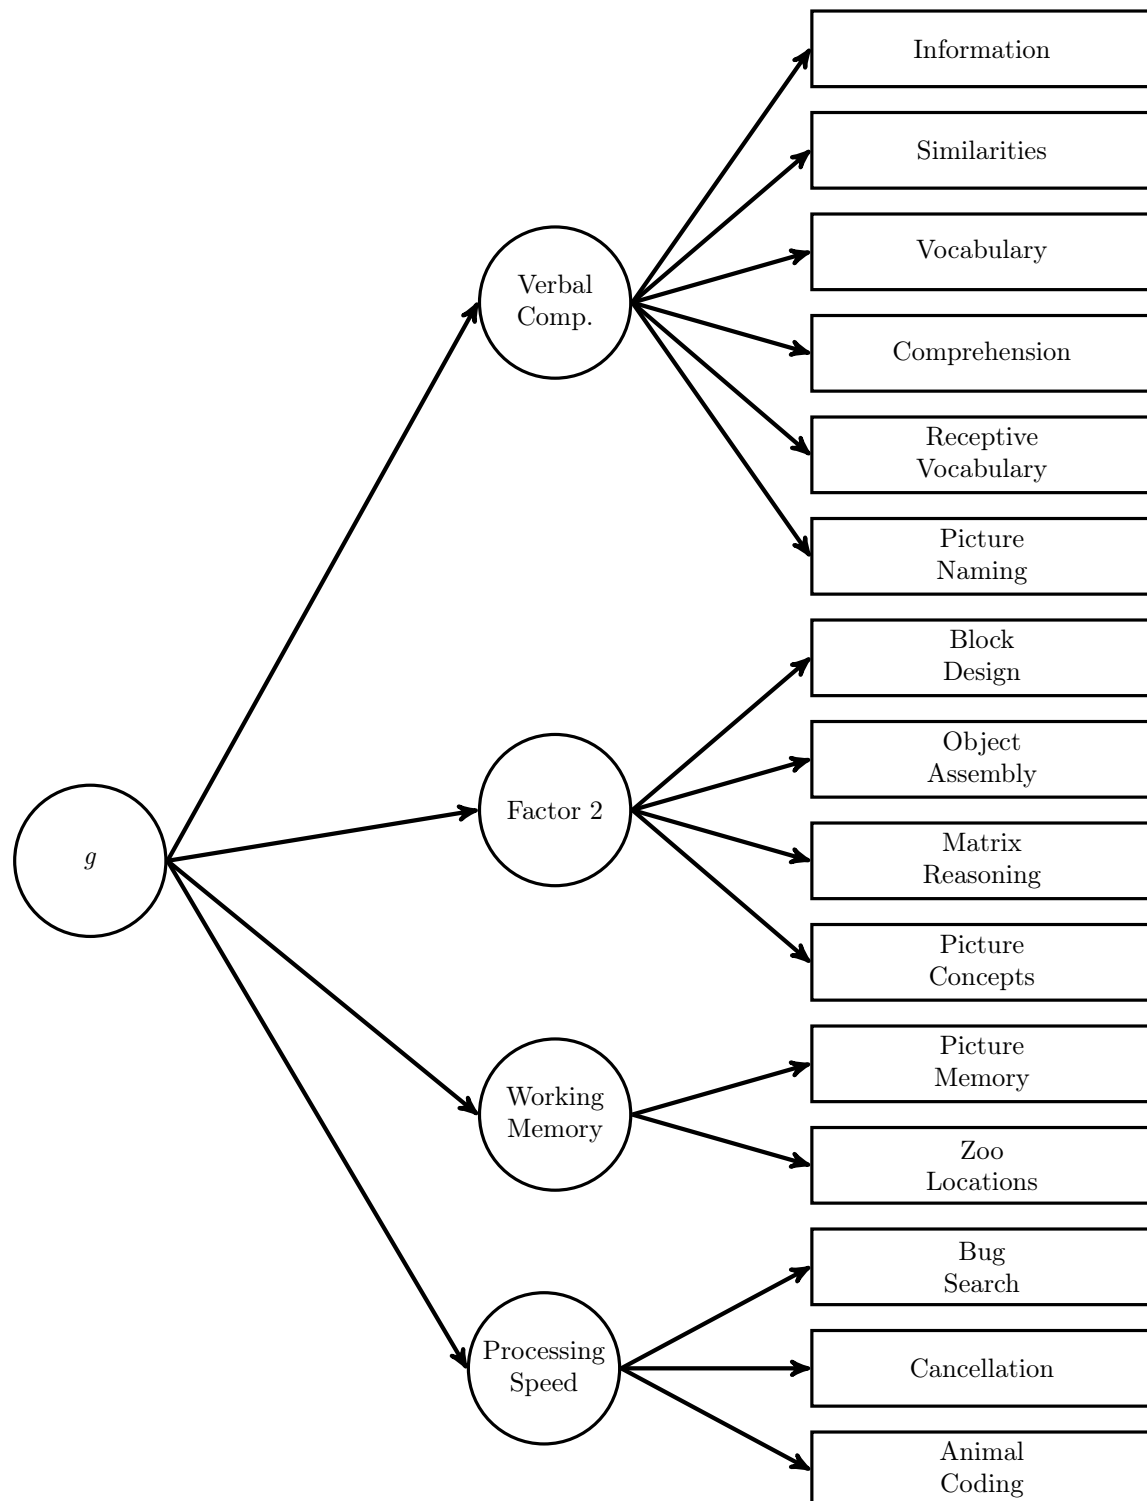 Information
Similarities
Vocabulary
Verbal
Comp.
Comprehension
Receptive
Vocabulary
Picture
Naming
Block
Design
Object
Assembly
Factor 2
g
Matrix
Reasoning
Picture
Concepts
Picture
Memory
Working
Memory
Zoo
Locations
Bug
Search
Processing
Speed
Cancellation
Animal
Coding